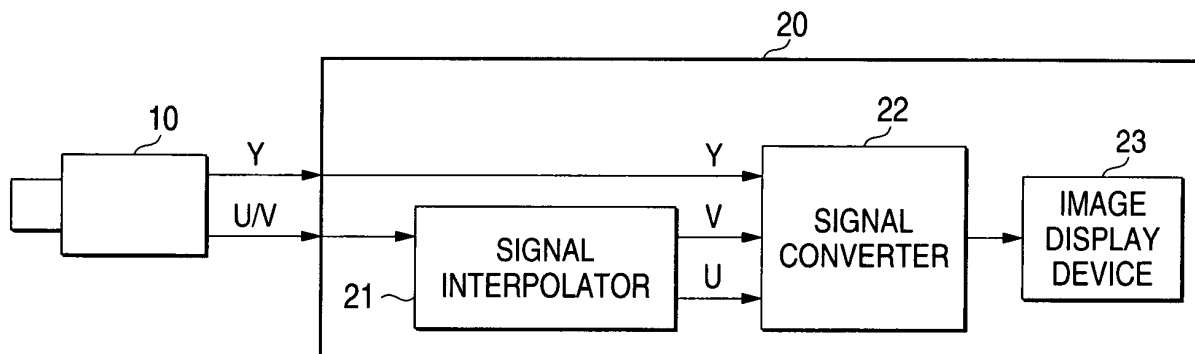 20
10
22
23
Y
Y
U/V
V
U
SIGNAL
INTERPOLATOR
21
SIGNAL
CONVERTER
IMAGE
DISPLAY
DEVICE